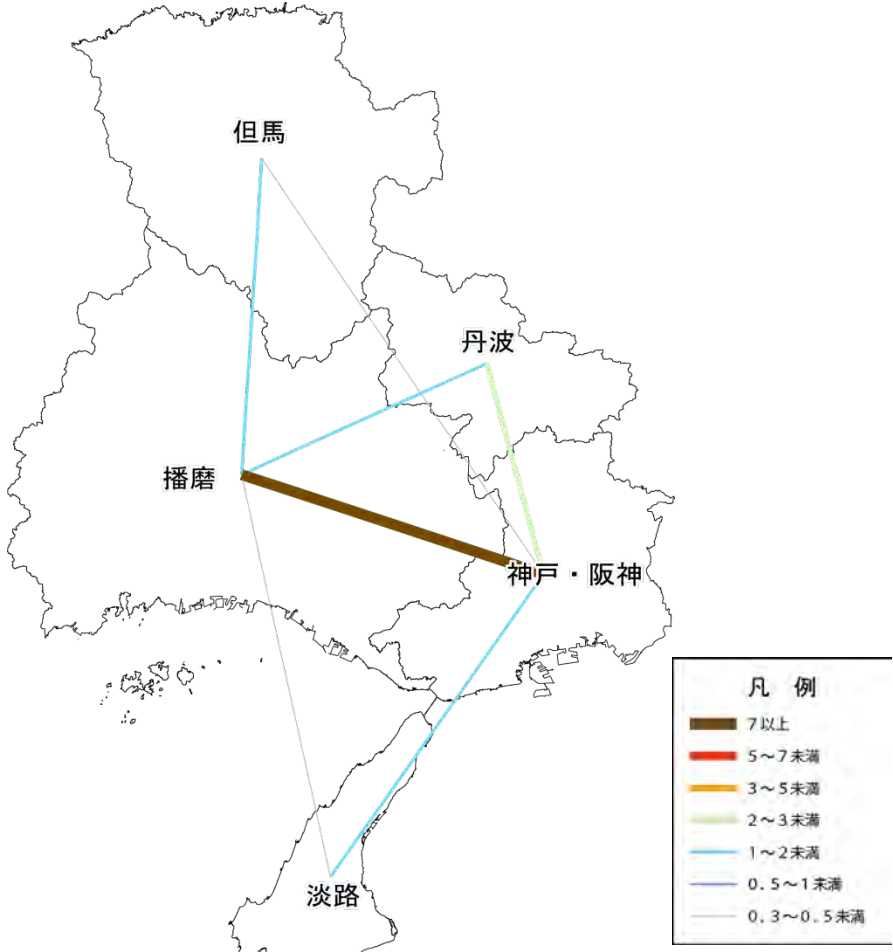 但馬
丹波
播磨
神戸・阪神
淡路
凡 例
7以上
5～7未満
3～5未満
2～3未満
1～2未満
0.5～1未満
0.3～0.5未満